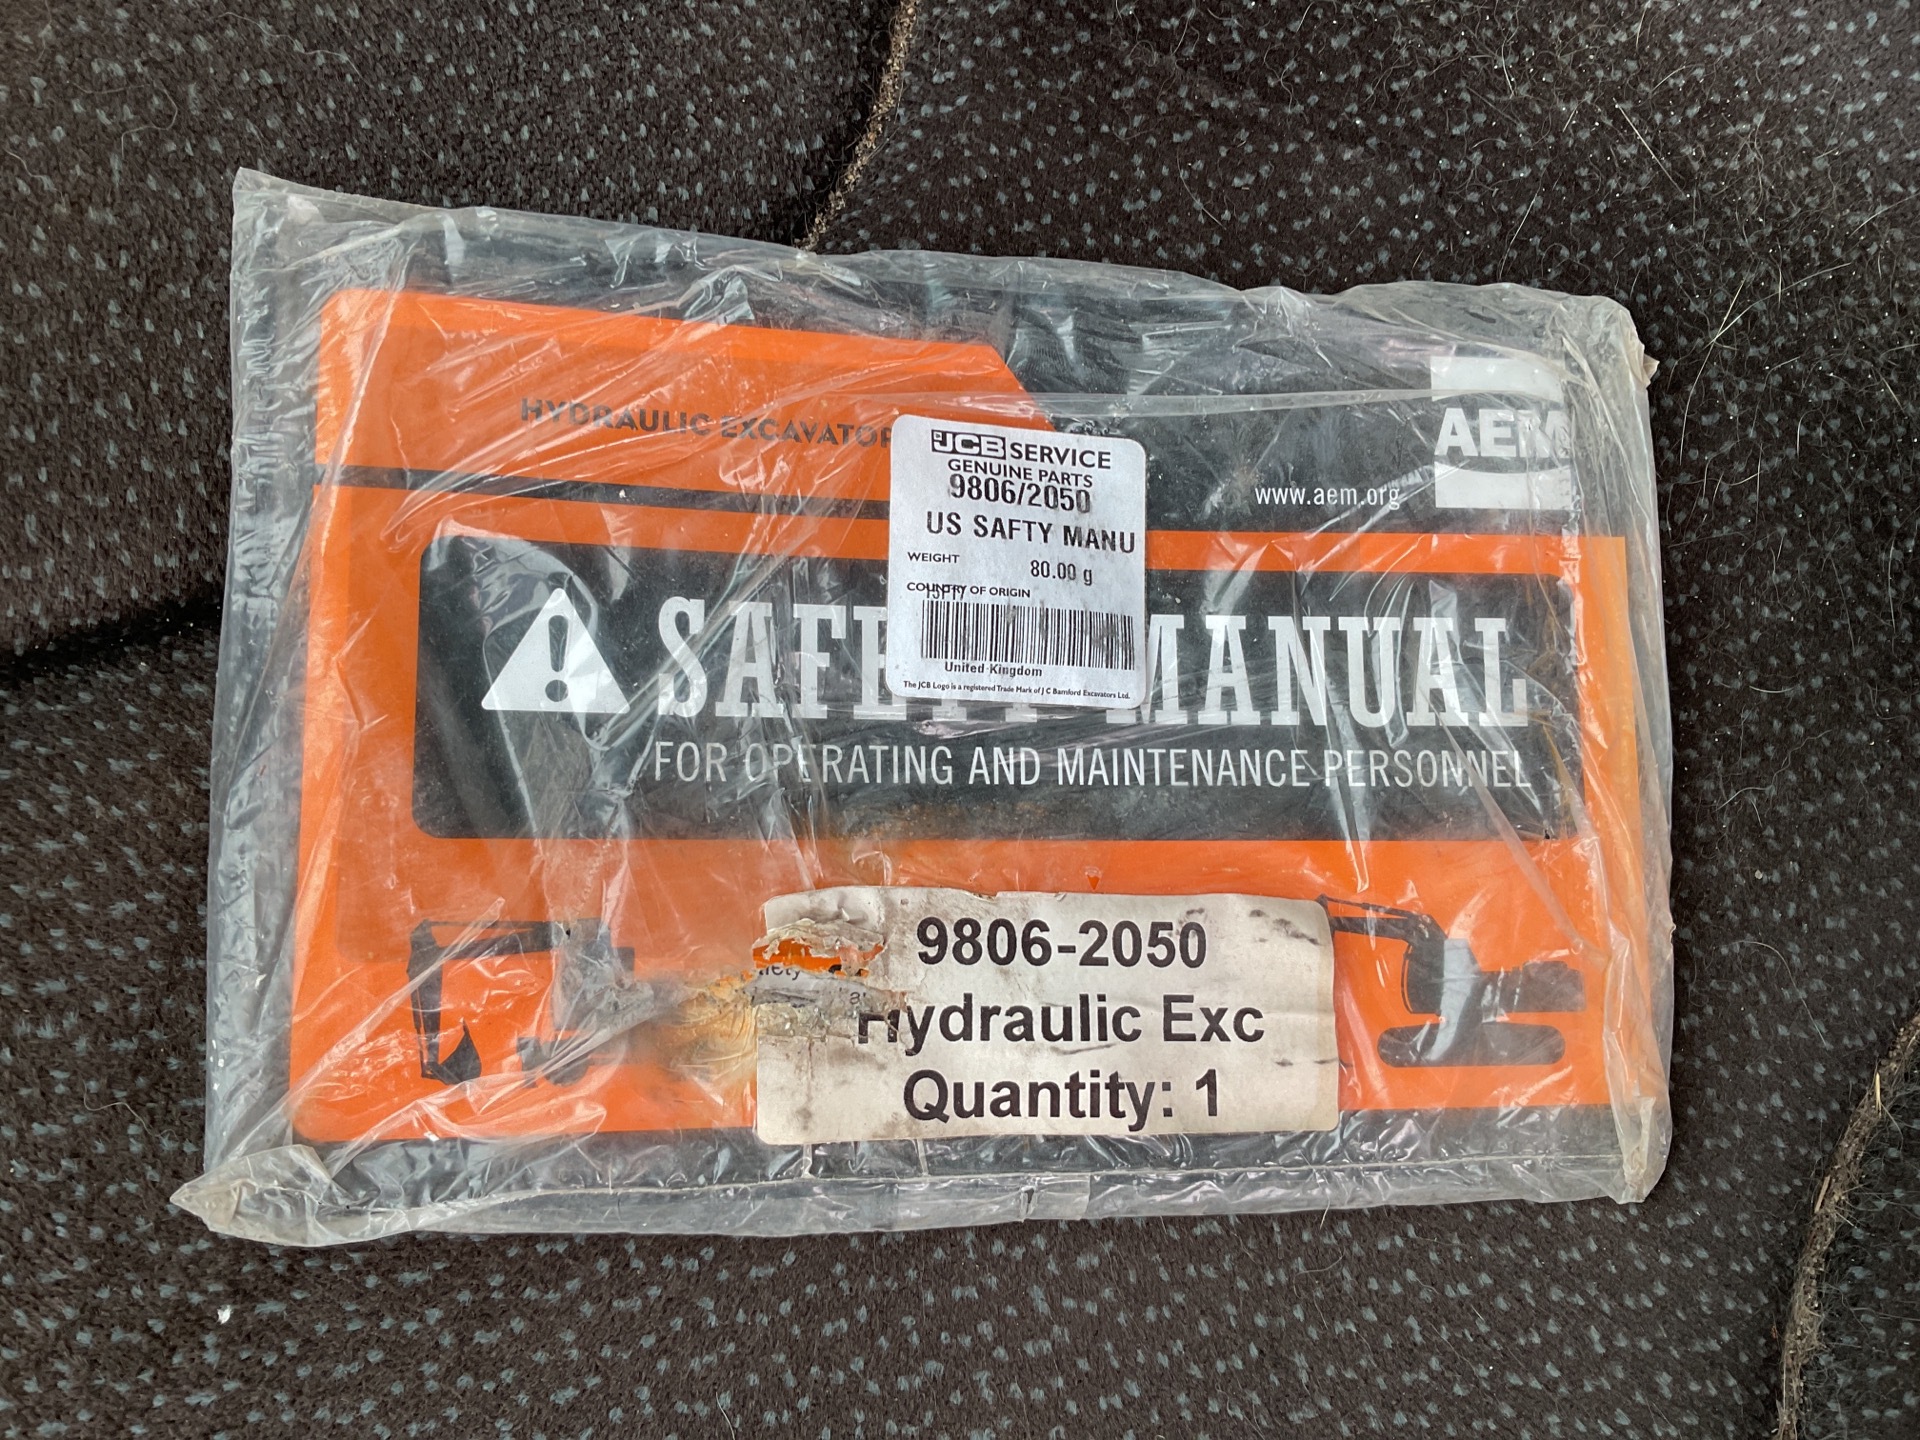 HYDRAULIC EXCAVATOR
AEM
www.aem.org
JCB SERVICE
GENUINE PARTS
9806/2050
US SAFTY MANU
WEIGHT 80.00 g
COUNTRY OF ORIGIN
United Kingdom
The JCB Logo is a registered Trade Mark of J C Bamford Excavators Ltd.
SAFETY MANUAL
FOR OPERATING AND MAINTENANCE PERSONNEL
9806-2050
Hydraulic Exc
Quantity: 1